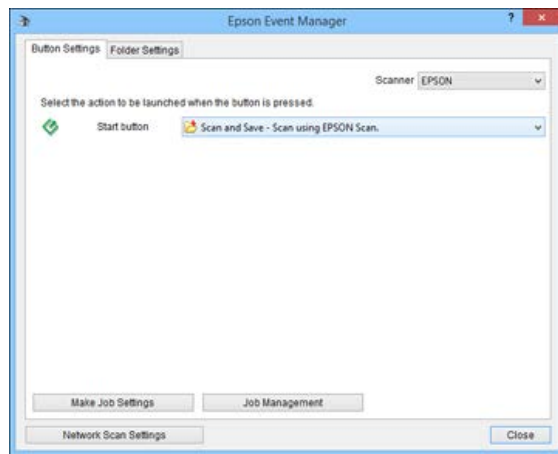 Epson Event Manager
Button Settings Folder Settings
Scanner EPSON
Select the action to be launched when the button is pressed.
Start button Scan and Save - Scan using EPSON Scan.
Make Job Settings Job Management
Network Scan Settings Close